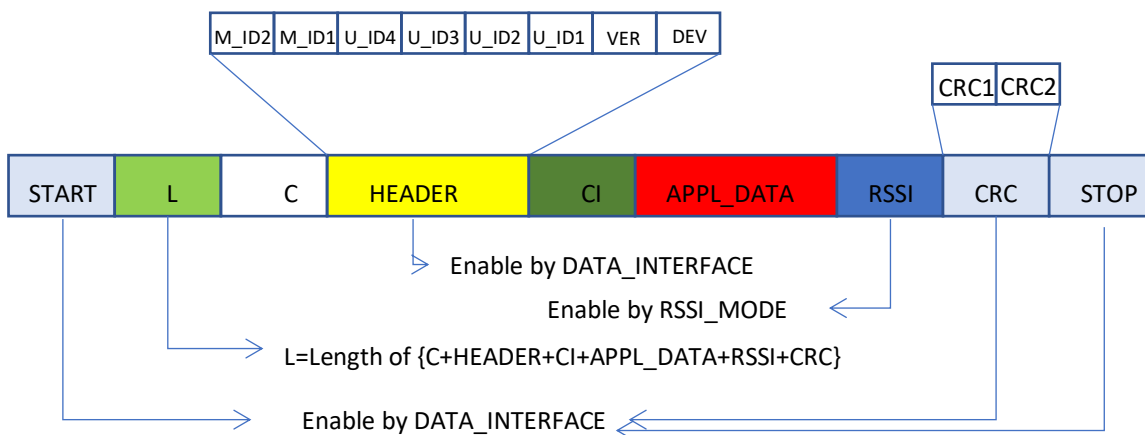 M_ID2 M_ID1 U_ID4 U_ID3 U_ID2 U_ID1 VER DEV
CRC1 CRC2
START L C HEADER CI APPL_DATA RSSI CRC STOP
Enable by DATA_INTERFACE
Enable by RSSI_MODE
L=Length of {C+HEADER+CI+APPL_DATA+RSSI+CRC}
Enable by DATA_INTERFACE